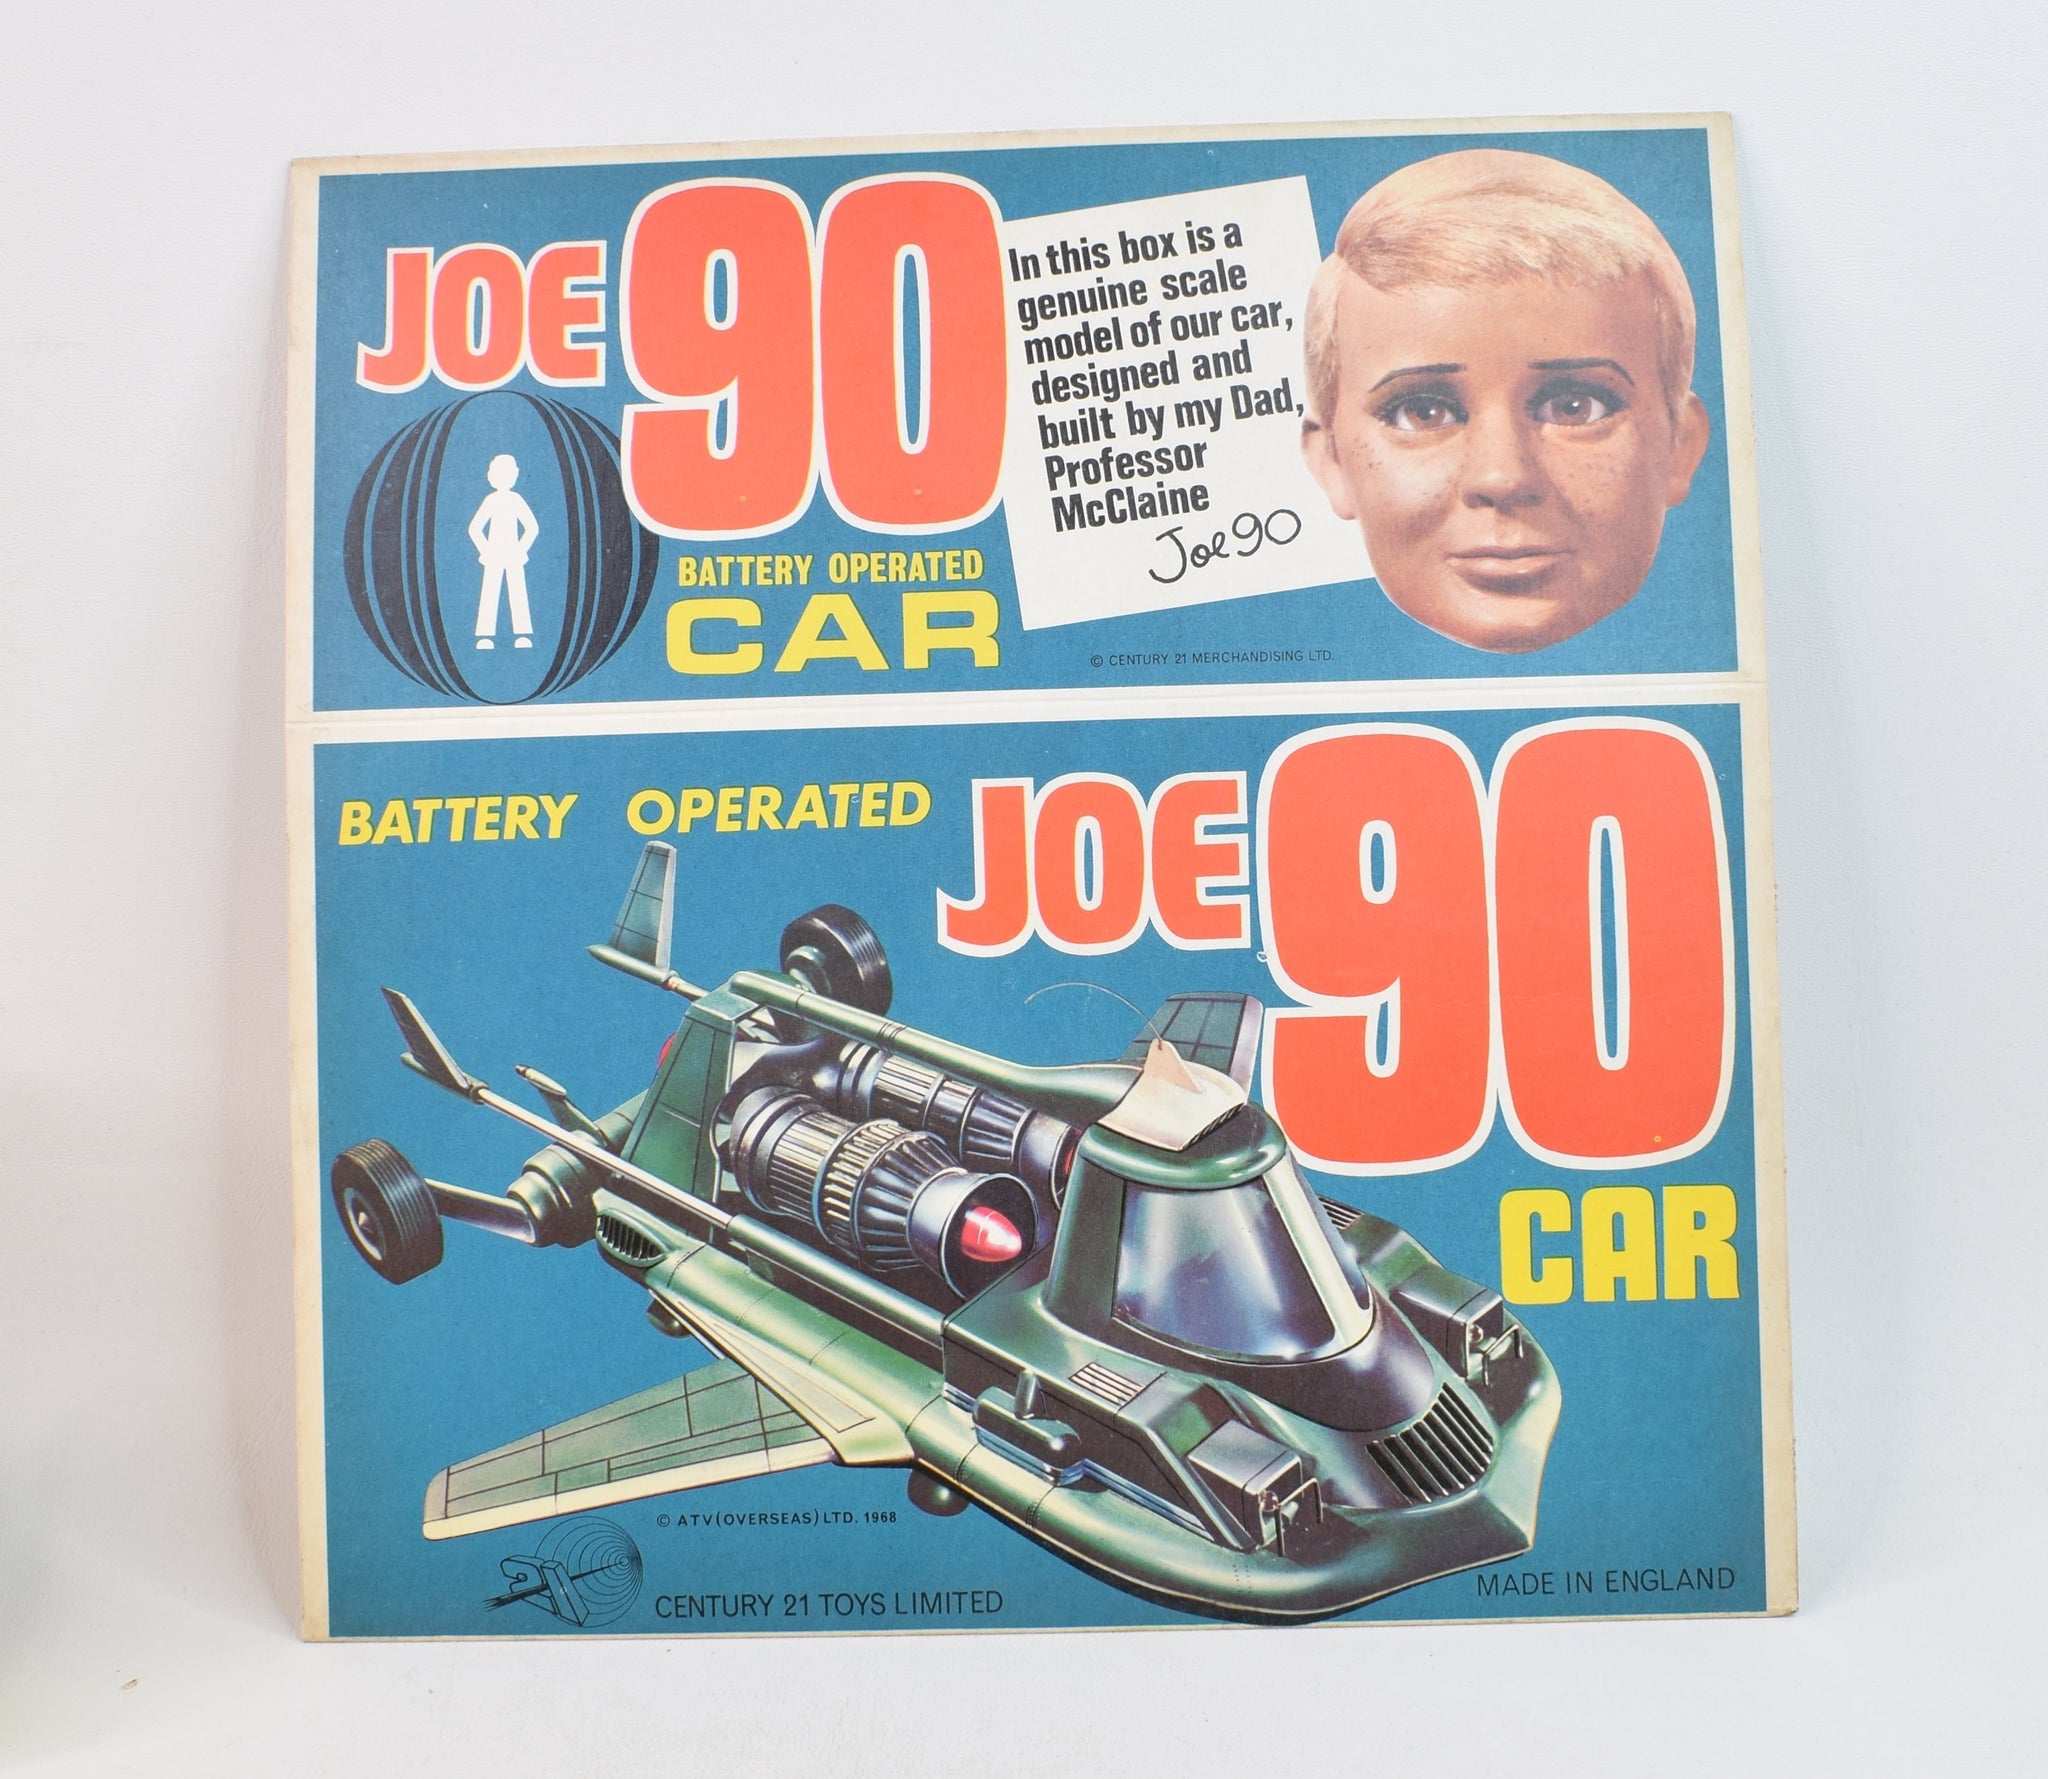 JOE 90
In this box is a
genuine scale
model of our car,
designed and
built by my Dad,
Professor
McClaine
Joe 90
BATTERY OPERATED
CAR
© CENTURY 21 MERCHANDISING LTD.
BATTERY OPERATED
JOE 90
CAR
© ATV (OVERSEAS) LTD. 1968
21
CENTURY 21 TOYS LIMITED
MADE IN ENGLAND